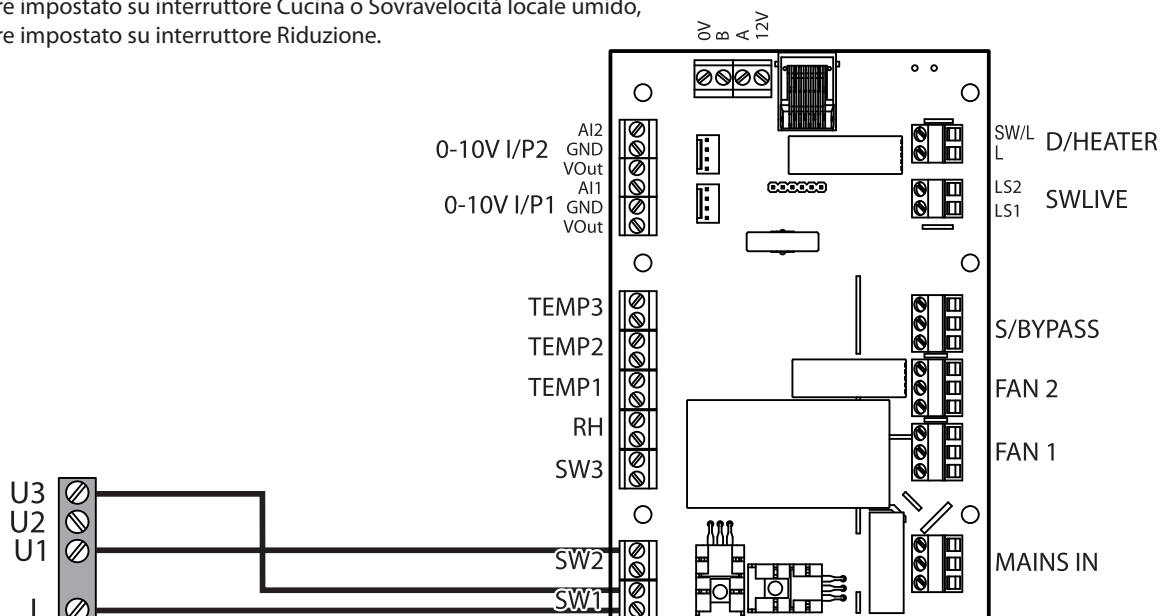 re impostato su interruttore Cucina o Sovravelocità locale umido,
re impostato su interruttore Riduzione.
0V
B
A
12V
AI2
0-10V I/P2 GND
VOut
AI1
0-10V I/P1 GND
VOut
SW/L
L
D/HEATER
LS2
LS1
SWLIVE
TEMP3
TEMP2
TEMP1
RH
SW3
S/BYPASS
FAN 2
FAN 1
U3
U2
U1
L
SW2
SW1
MAINS IN